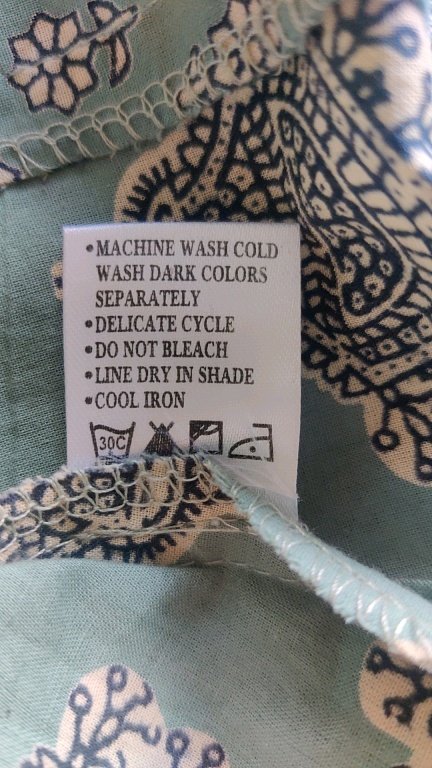 •MACHINE WASH COLD
WASH DARK COLORS
SEPARATELY
•DELICATE CYCLE
•DO NOT BLEACH
•LINE DRY IN SHADE
•COOL IRON
30C